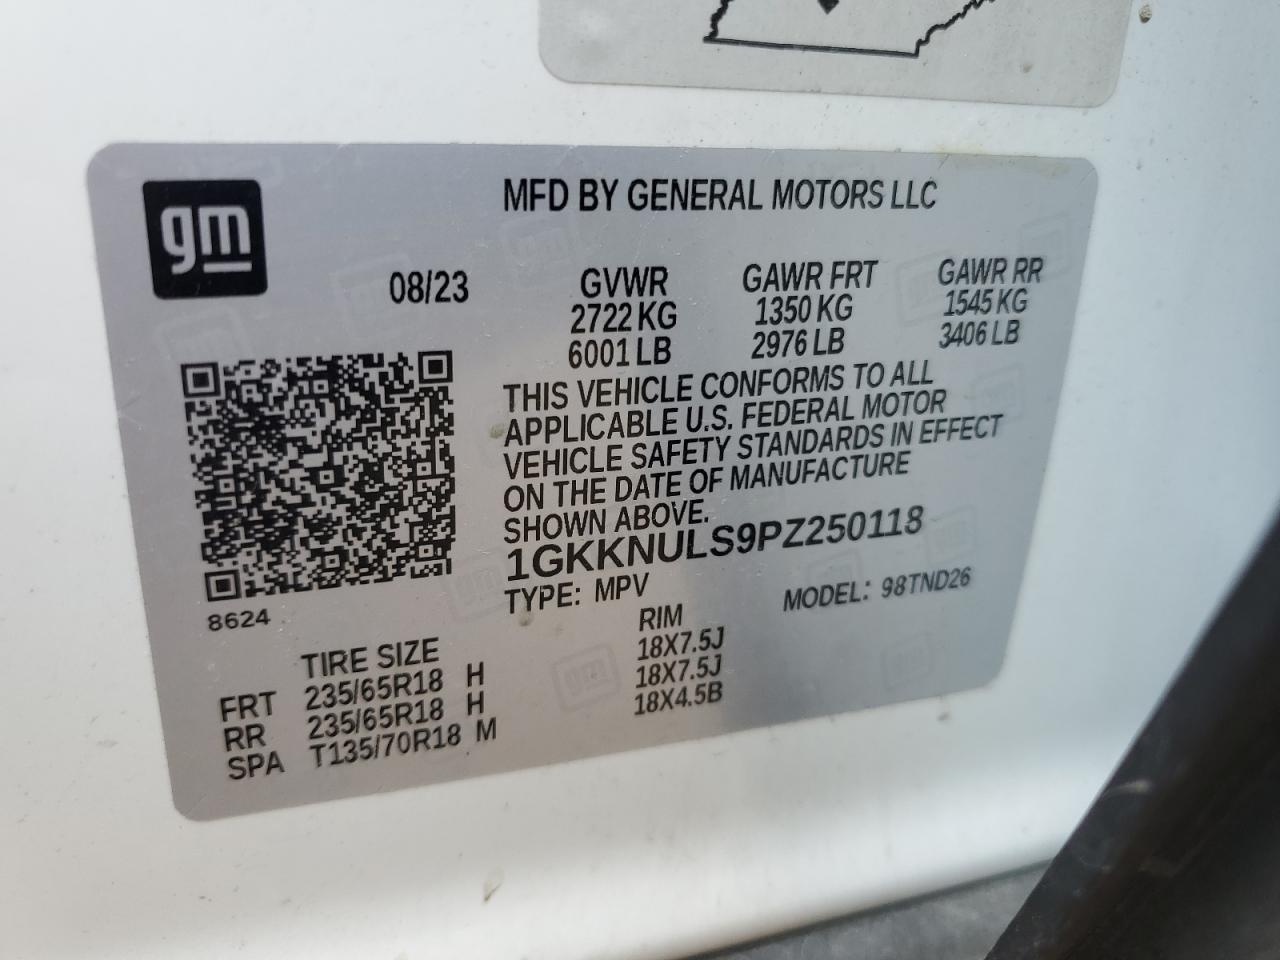 gm
MFD BY GENERAL MOTORS LLC
08/23
GVWR GAWR FRT GAWR RR
2722 KG 1350 KG 1545 KG
6001 LB 2976 LB 3406 LB
THIS VEHICLE CONFORMS TO ALL
APPLICABLE U.S. FEDERAL MOTOR
VEHICLE SAFETY STANDARDS IN EFFECT
ON THE DATE OF MANUFACTURE
SHOWN ABOVE.
1GKKNULS9PZ250118
TYPE: MPV MODEL: 98TND26
8624
TIRE SIZE RIM
FRT 235/65R18 H 18X7.5J
RR 235/65R18 H 18X7.5J
SPA T135/70R18 M 18X4.5B